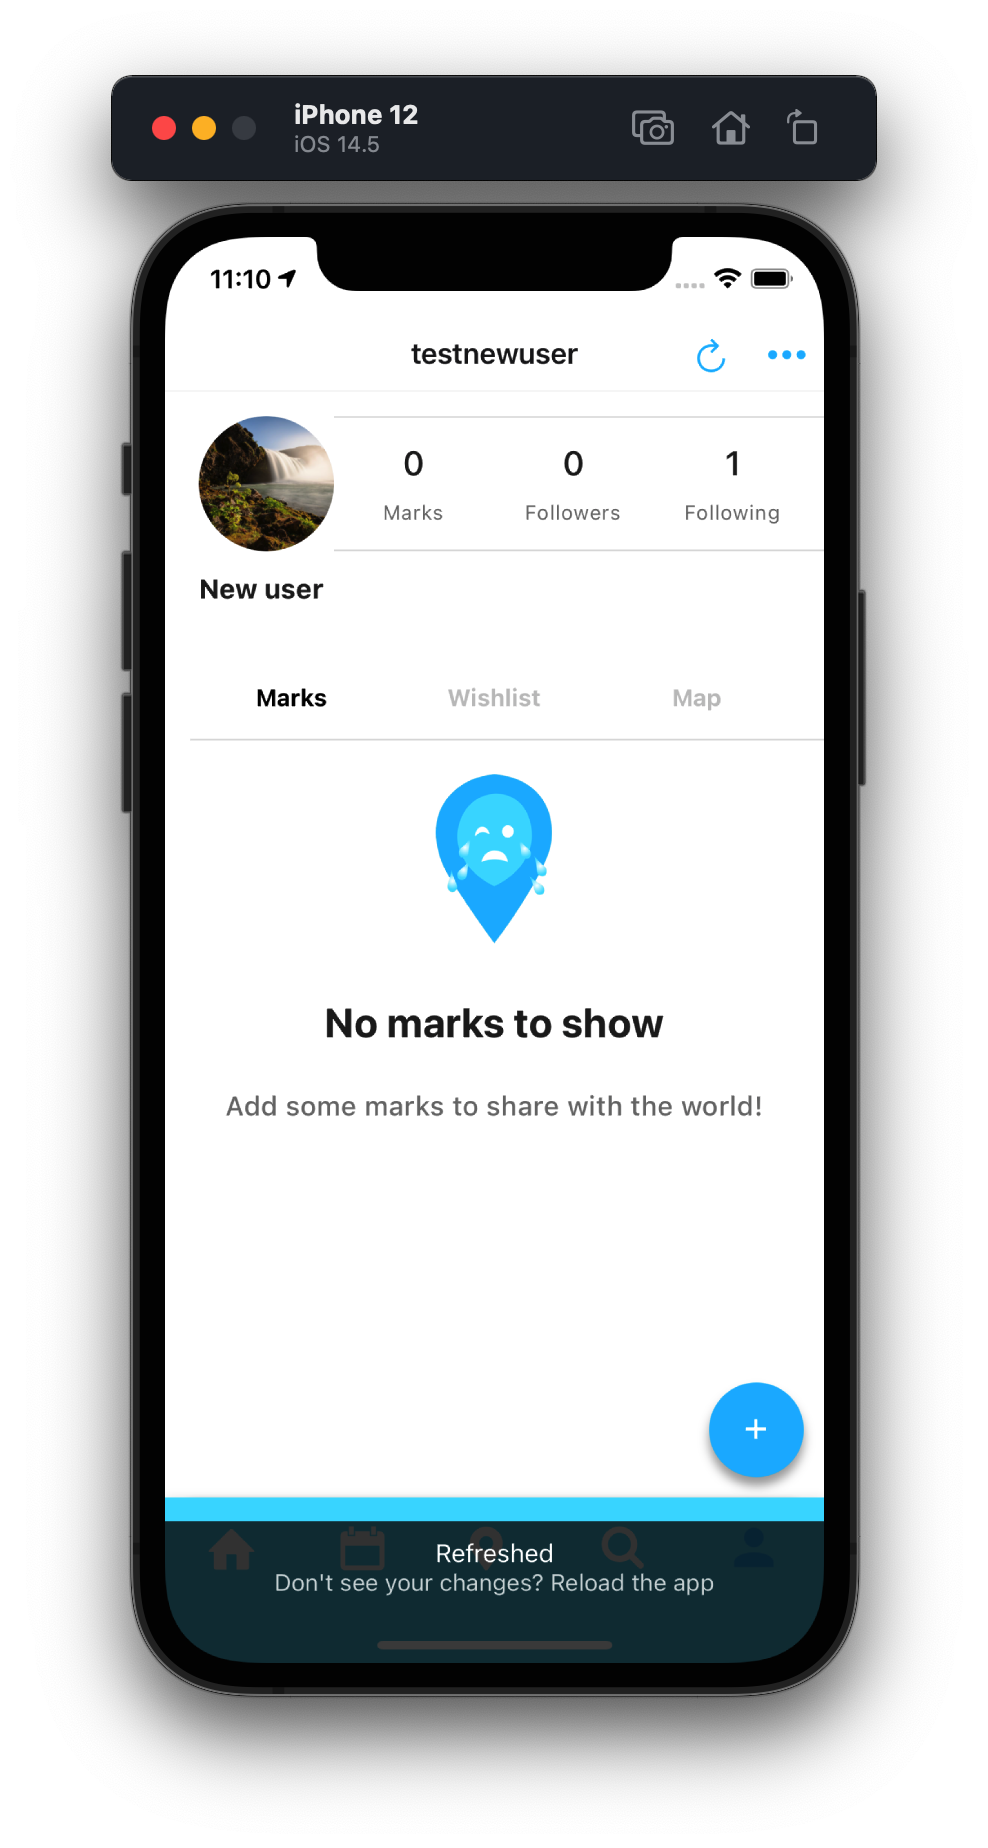 iPhone 12
iOS 14.5
11:10
testnewuser
0 0 1
Marks Followers Following
New user
Marks Wishlist Map
No marks to show
Add some marks to share with the world!
+
Refreshed
Don't see your changes? Reload the app